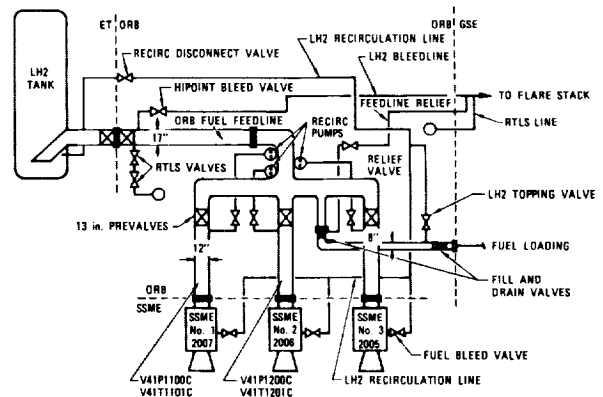 ET ORB
ORB GSE
LH2 RECIRCULATION LINE
RECIRC DISCONNECT VALVE
LH2 BLEEDLINE
LH2
TANK
HIPOINT BLEED VALVE
FEEDLINE RELIEF
TO FLARE STACK
ORB FUEL FEEDLINE
RECIRC
PUMPS
RTLS LINE
17"
RELIEF
VALVE
RTLS VALVES
LH2 TOPPING VALVE
13 in. PREVALVES
8"
FUEL LOADING
12"
FILL AND
DRAIN VALVES
ORB
SSME
SSME
No. 1
2007
SSME
No. 2
2006
SSME
No. 3
2005
FUEL BLEED VALVE
V41P1100C
V41T1101C
V41P1200C
V41T1201C
LH2 RECIRCULATION LINE